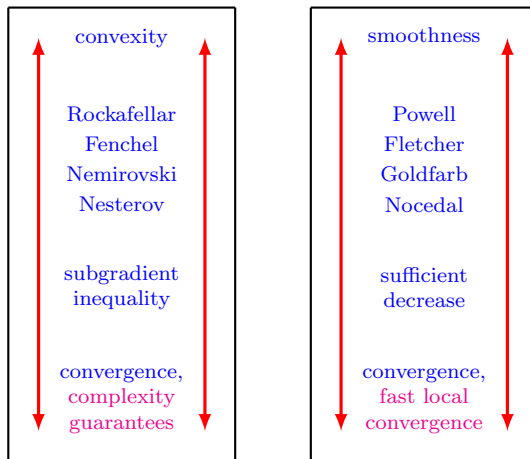 convexity
Rockafellar
Fenchel
Nemirovski
Nesterov
subgradient
inequality
convergence,
complexity
guarantees
smoothness
Powell
Fletcher
Goldfarb
Nocedal
sufficient
decrease
convergence,
fast local
convergence